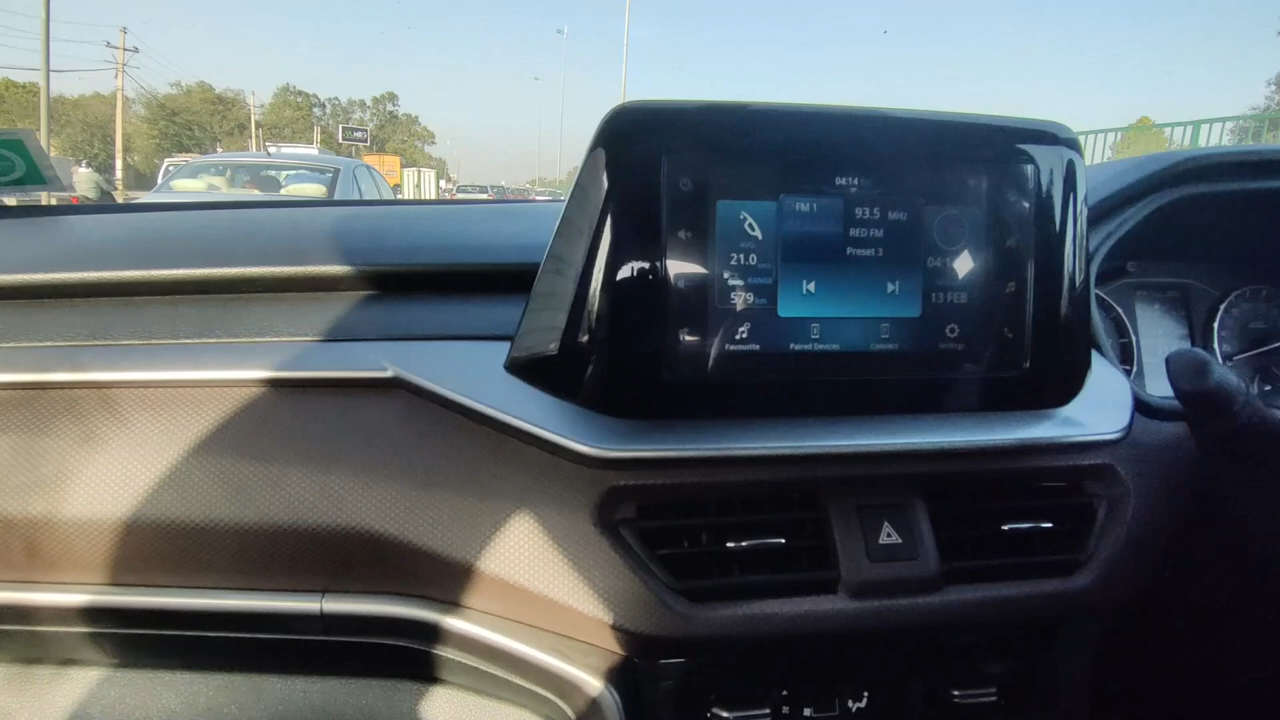 MRG
04:14
FM 1
93.5 MHz
RED FM
Preset 3
AVG
21.0
RANGE
579 km
04:1
13 FEB
Favourite
Paired Devices
Connect
Settings